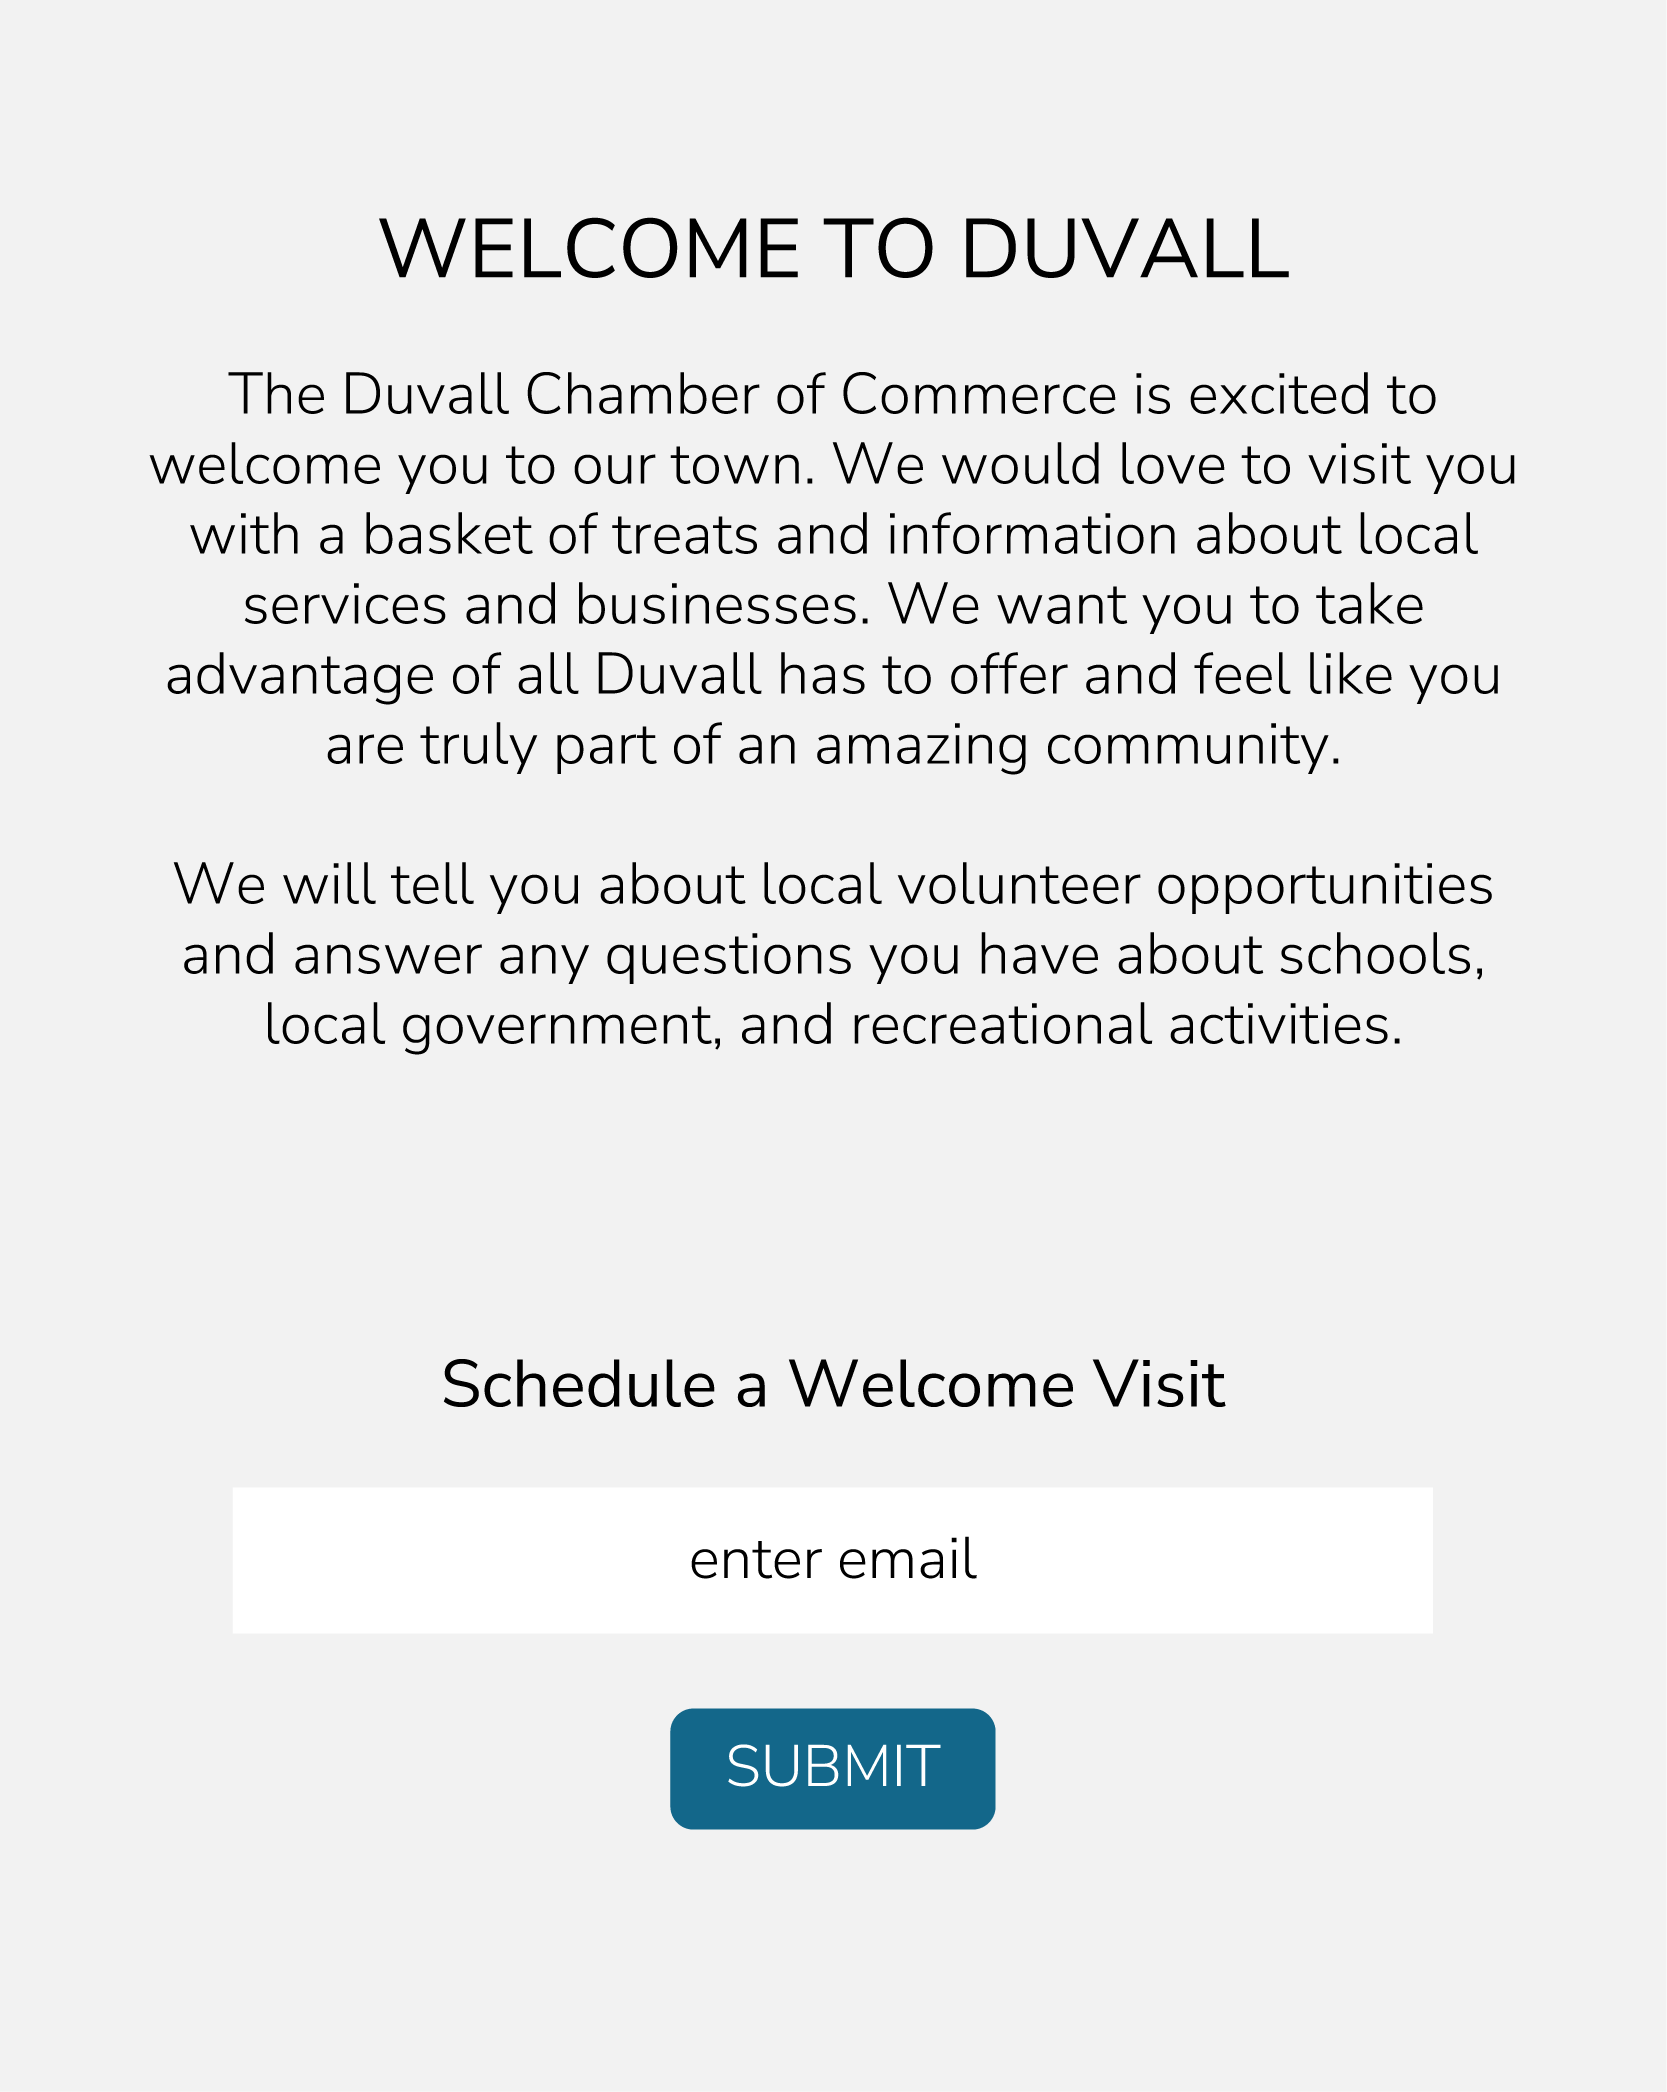 WELCOME TO DUVALL
The Duvall Chamber of Commerce is excited to
welcome you to our town. We would love to visit you
with a basket of treats and information about local
services and businesses. We want you to take
advantage of all Duvall has to offer and feel like you
are truly part of an amazing community.
We will tell you about local volunteer opportunities
and answer any questions you have about schools,
local government, and recreational activities.
Schedule a Welcome Visit
enter email
SUBMIT